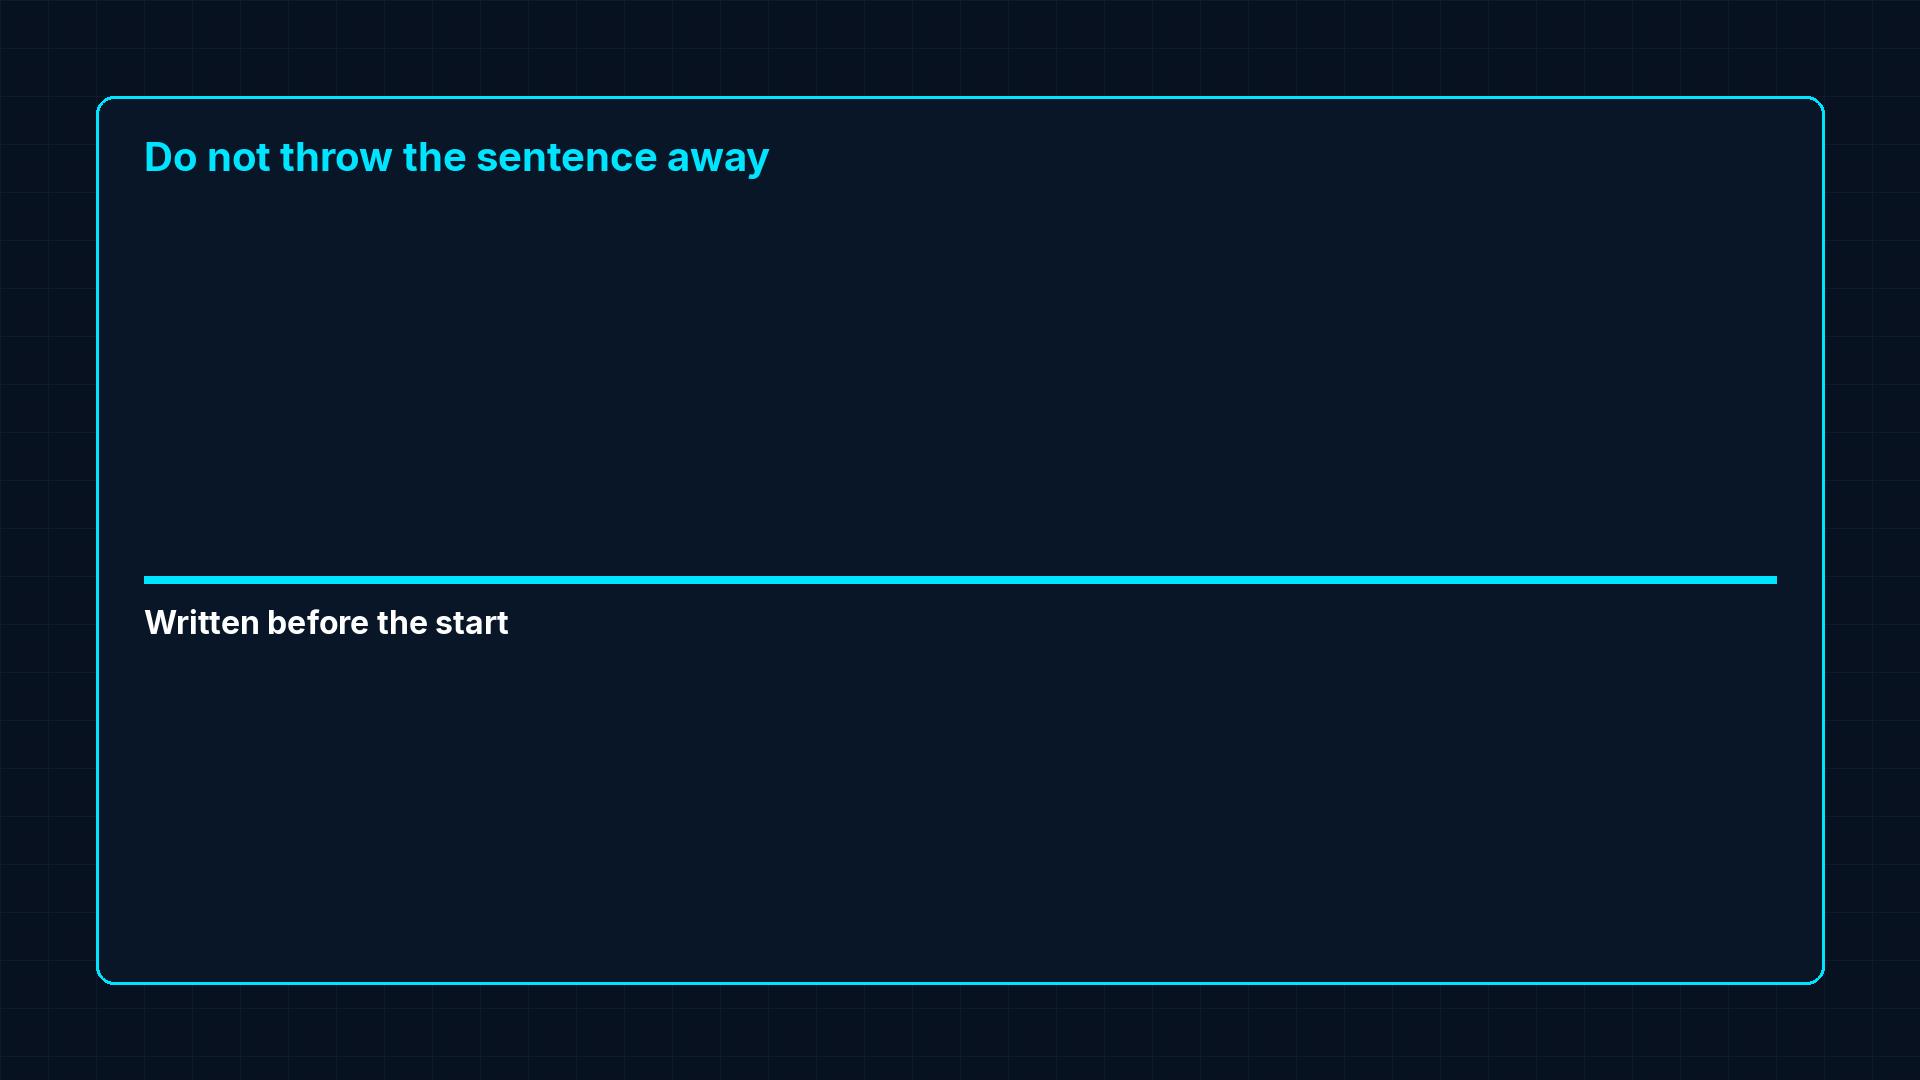 Do not throw the sentence away
Written before the start